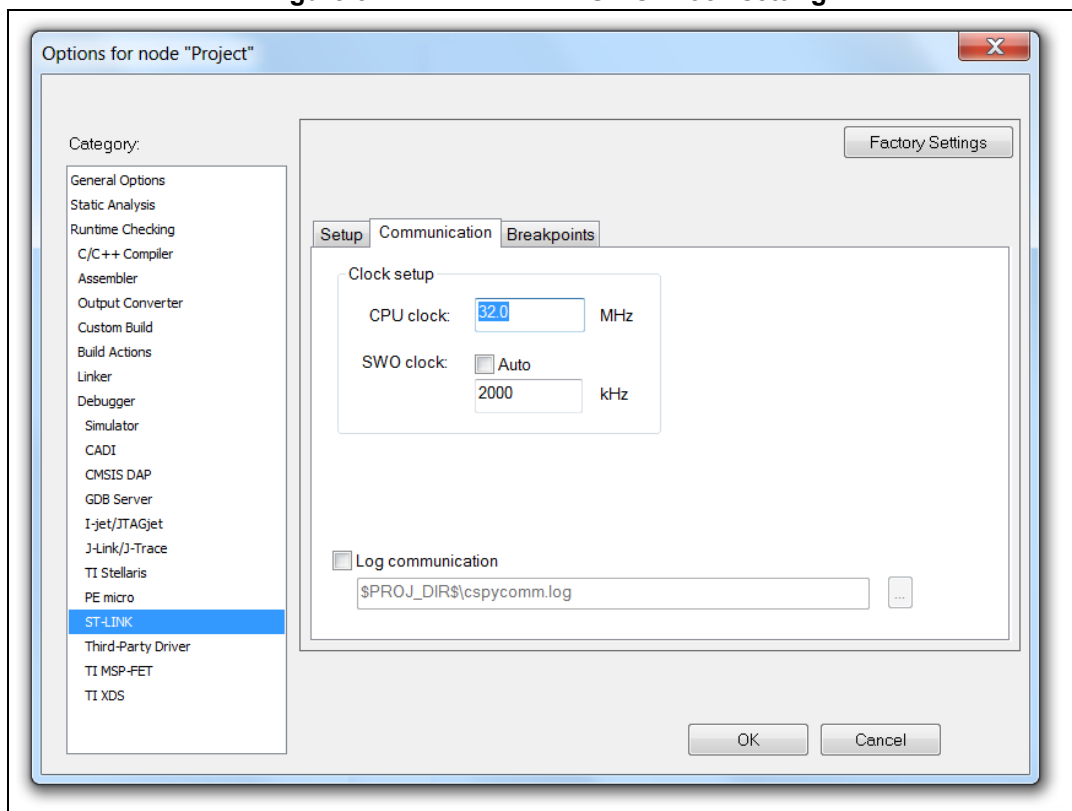 Options for node "Project"
X
Category:
Factory Settings
General Options
Static Analysis
Runtime Checking
C/C++ Compiler
Assembler
Output Converter
Custom Build
Build Actions
Linker
Debugger
Simulator
CADI
CMSIS DAP
GDB Server
I-jet/JTAGjet
J-Link/J-Trace
TI Stellaris
PE micro
ST-LINK
Third-Party Driver
TI MSP-FET
TI XDS
Setup Communication Breakpoints
Clock setup
CPU clock: 32.0 MHz
SWO clock: Auto
2000 kHz
Log communication
$PROJ_DIR$\cspycomm.log
...
OK Cancel